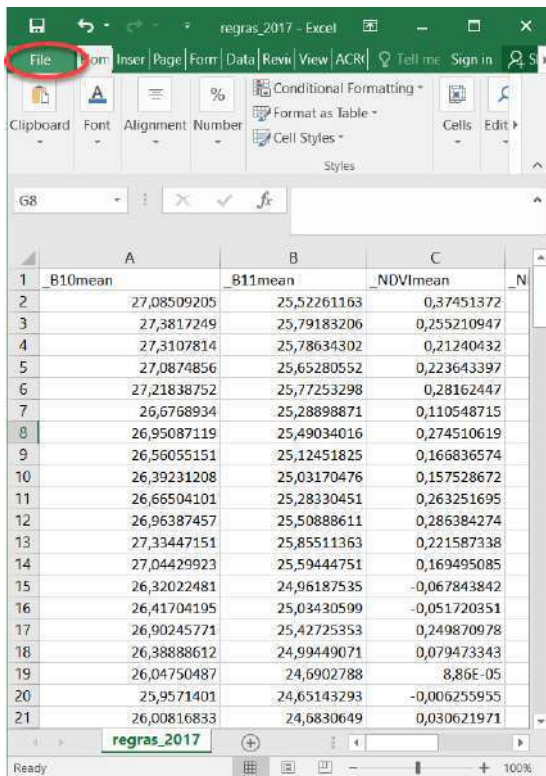 regras_2017 - Excel
File Hom Inser Page Form Data Revie View ACR Tell me Sign in S
Clipboard Font Alignment Number Conditional Formatting Format as Table Cell Styles Cells Edit
Styles
G8 fx
A B C
1 _B10mean _B11mean _NDVImean _N
2 27,08509205 25,52261163 0,37451372
3 27,3817249 25,79183206 0,255210947
4 27,3107814 25,78634302 0,21240432
5 27,0874856 25,65280552 0,223643397
6 27,21838752 25,77253298 0,28162447
7 26,6768934 25,28898871 0,110548715
8 26,95087119 25,49034016 0,274510619
9 26,56055151 25,12451825 0,166836574
10 26,39231208 25,03170476 0,157528672
11 26,66504101 25,28330451 0,263251695
12 26,96387457 25,50888611 0,286384274
13 27,33447151 25,85511363 0,221587338
14 27,04429923 25,59444751 0,169495085
15 26,32022481 24,96187535 -0,067843842
16 26,41704195 25,03430599 -0,051720351
17 26,90245771 25,42725353 0,249870978
18 26,38888612 24,99449071 0,079473343
19 26,04750487 24,6902788 8,86E-05
20 25,9571401 24,65143293 -0,006255955
21 26,00816833 24,6830649 0,030621971
regras_2017
Ready 100%